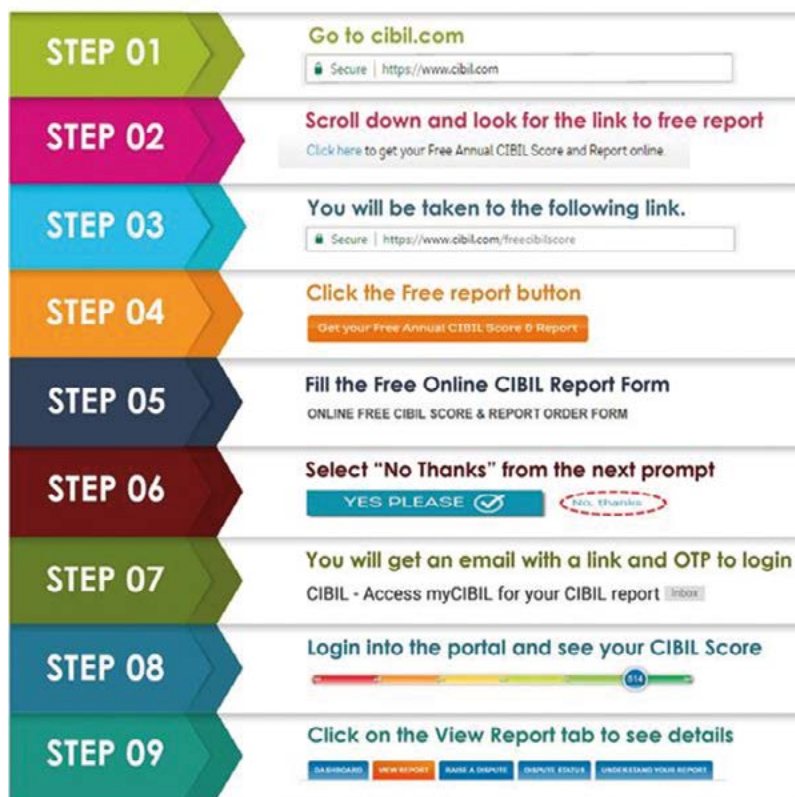 STEP 01
Go to cibil.com
Secure | https://www.cibil.com
STEP 02
Scroll down and look for the link to free report
Click here to get your Free Annual CIBIL Score and Report online.
STEP 03
You will be taken to the following link.
Secure | https://www.cibil.com/freecibilscore
STEP 04
Click the Free report button
Get your Free Annual CIBIL Score & Report
STEP 05
Fill the Free Online CIBIL Report Form
ONLINE FREE CIBIL SCORE & REPORT ORDER FORM
STEP 06
Select “No Thanks” from the next prompt
YES PLEASE No, thanks
STEP 07
You will get an email with a link and OTP to login
CIBIL - Access myCIBIL for your CIBIL report Inbox
STEP 08
Login into the portal and see your CIBIL Score
814
STEP 09
Click on the View Report tab to see details
DASHBOARD VIEW REPORT RAISE A DISPUTE DISPUTE STATUS UNDERSTAND YOUR REPORT